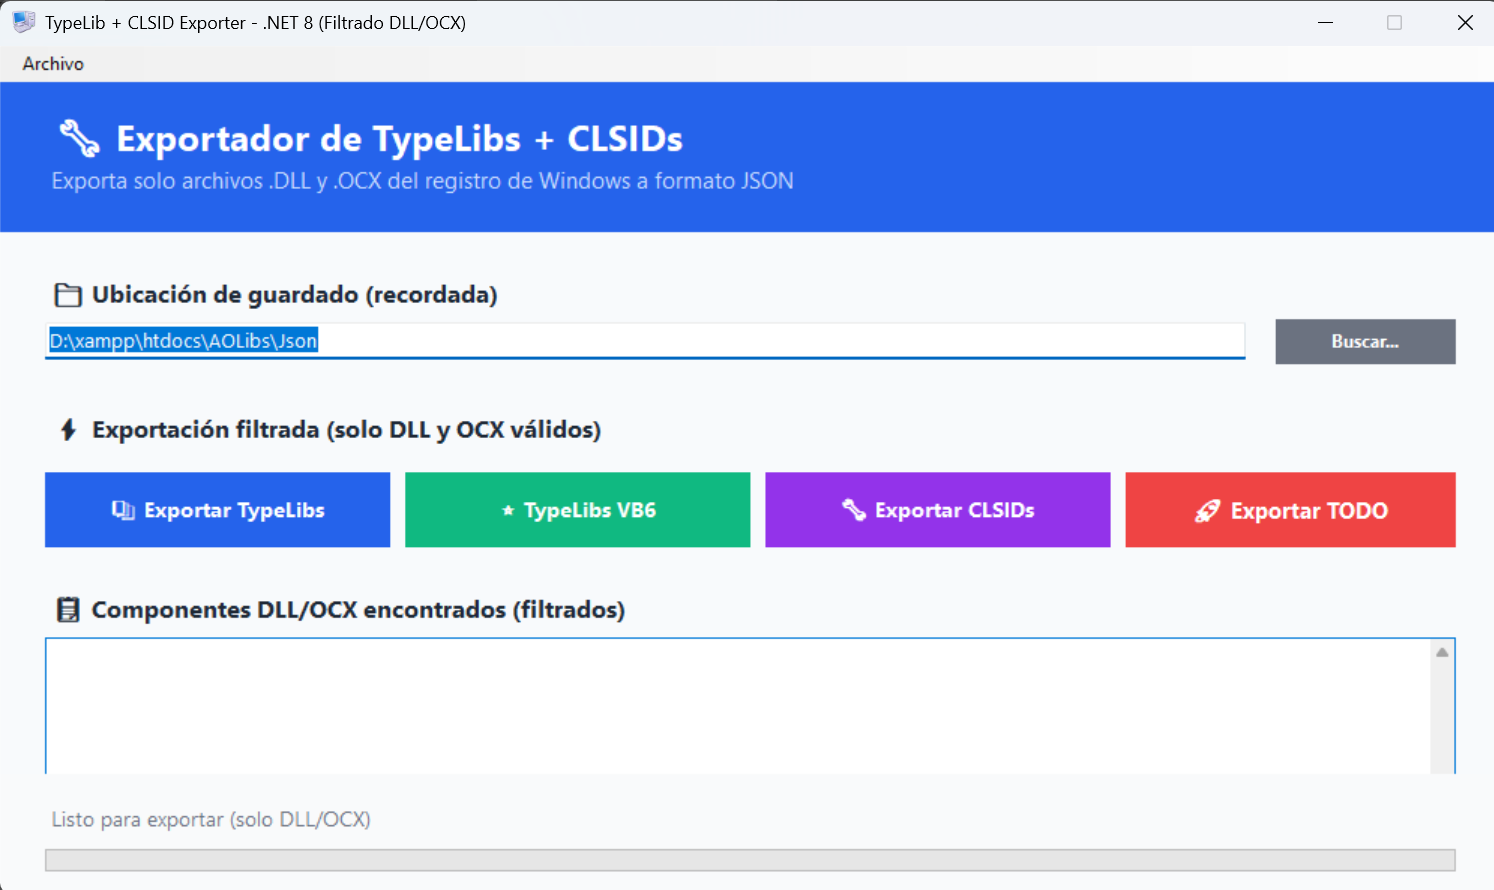 TypeLib + CLSID Exporter - .NET 8 (Filtrado DLL/OCX)
Archivo
Exportador de TypeLibs + CLSIDs
Exporta solo archivos .DLL y .OCX del registro de Windows a formato JSON
Ubicación de guardado (recordada)
D:\xampp\htdocs\AOLibs\Json
Buscar...
Exportación filtrada (solo DLL y OCX válidos)
Exportar TypeLibs
TypeLibs VB6
Exportar CLSIDs
Exportar TODO
Componentes DLL/OCX encontrados (filtrados)
Listo para exportar (solo DLL/OCX)